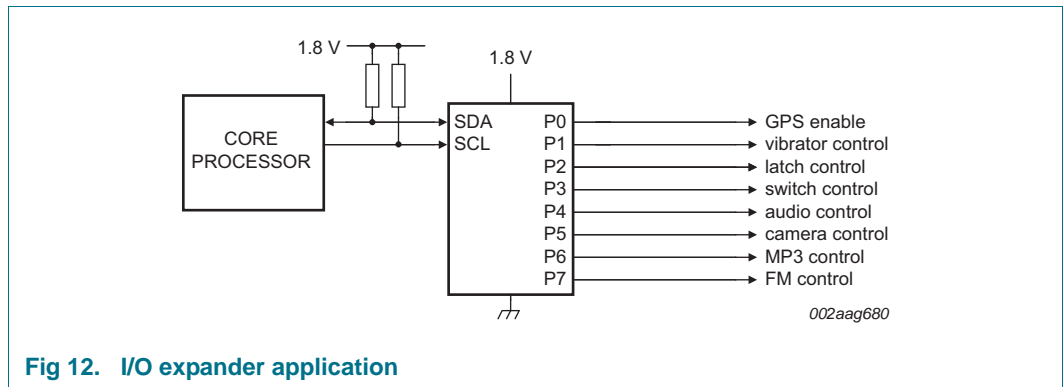 1.8 V
1.8 V
CORE
PROCESSOR
SDA
SCL
P0
P1
P2
P3
P4
P5
P6
P7
GPS enable
vibrator control
latch control
switch control
audio control
camera control
MP3 control
FM control
002aag680
Fig 12. I/O expander application